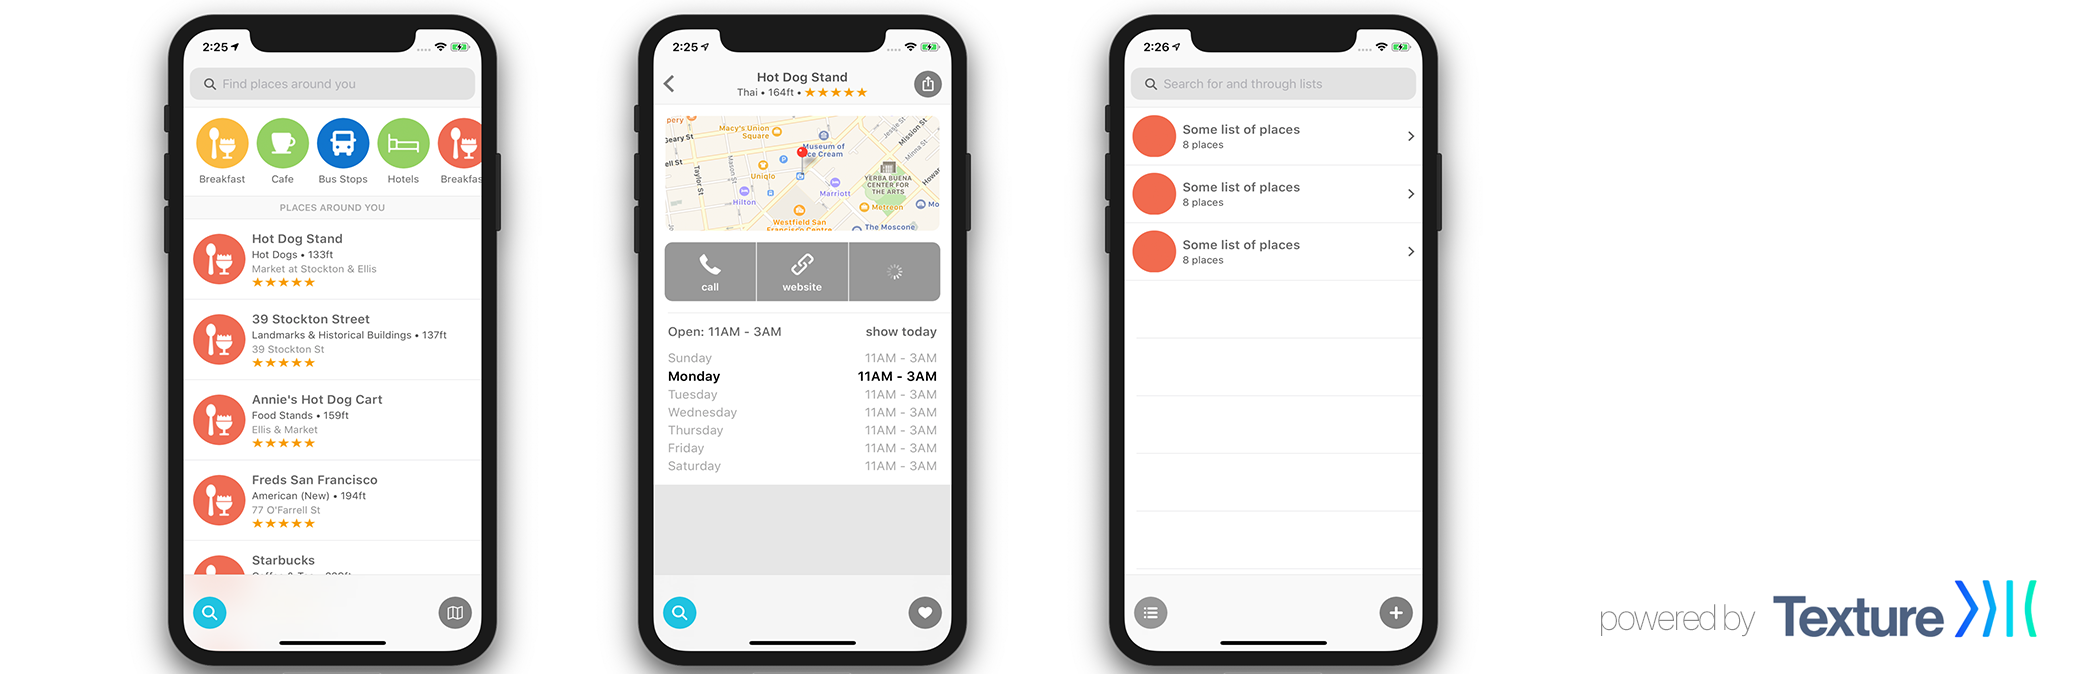 2:25
Find places around you
Breakfast
Cafe
Bus Stops
Hotels
Breakfas
PLACES AROUND YOU
Hot Dog Stand
Hot Dogs • 133ft
Market at Stockton & Ellis
★★★★★
39 Stockton Street
Landmarks & Historical Buildings • 137ft
39 Stockton St
★★★★★
Annie's Hot Dog Cart
Food Stands • 159ft
Ellis & Market
★★★★★
Freds San Francisco
American (New) • 194ft
77 O'Farrell St
★★★★★
Starbucks
2:25
Hot Dog Stand
Thai • 164ft • ★★★★★
pery
Geary St
Macy's Union
Square
Jessie St
Mission St
Minna St
Museum of
Ice Cream
ell St
Taylor St
Mason St
Uniqlo
Hilton
Marriott
YERBA BUENA
CENTER FOR
THE ARTS
Howar
Metreon
Mo
Westfield San
Francisco Centre
The Moscone
call
website
Open: 11AM - 3AM
show today
Sunday 11AM - 3AM
Monday 11AM - 3AM
Tuesday 11AM - 3AM
Wednesday 11AM - 3AM
Thursday 11AM - 3AM
Friday 11AM - 3AM
Saturday 11AM - 3AM
2:26
Search for and through lists
Some list of places
8 places
Some list of places
8 places
Some list of places
8 places
powered by Texture